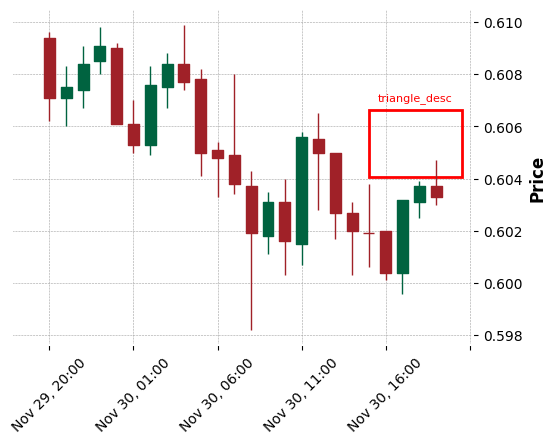 triangle_desc
0.610
0.608
0.606
0.604
0.602
0.600
0.598
Price
Nov 29, 20:00
Nov 30, 01:00
Nov 30, 06:00
Nov 30, 11:00
Nov 30, 16:00